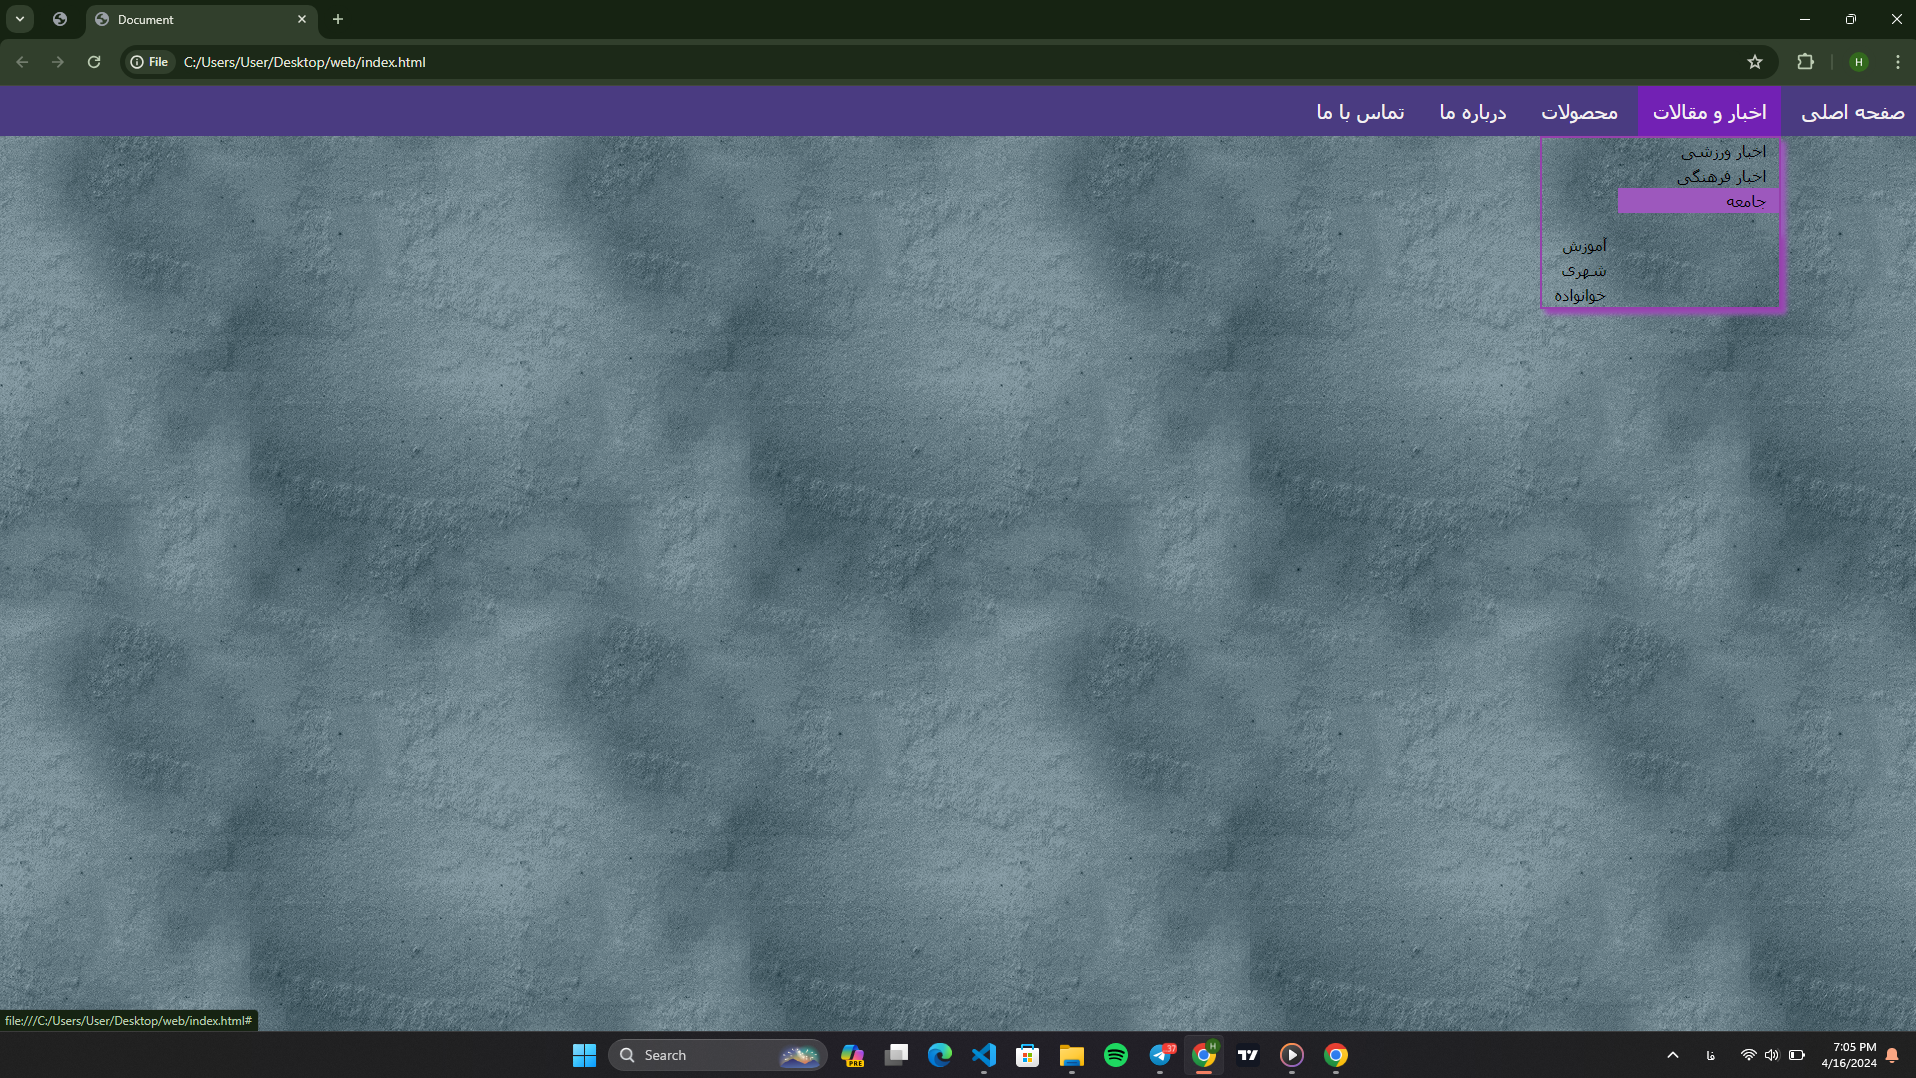 Document
File
C:/Users/User/Desktop/web/index.html
H
صفحه اصلی
اخبار و مقالات
محصولات
درباره ما
تماس با ما
اخبار ورزشی
اخبار فرهنگی
جامعه
آموزش
شهری
خوانواده
file:///C:/Users/User/Desktop/web/index.html#
Search
PRE
37
H
فا
7:05 PM
4/16/2024